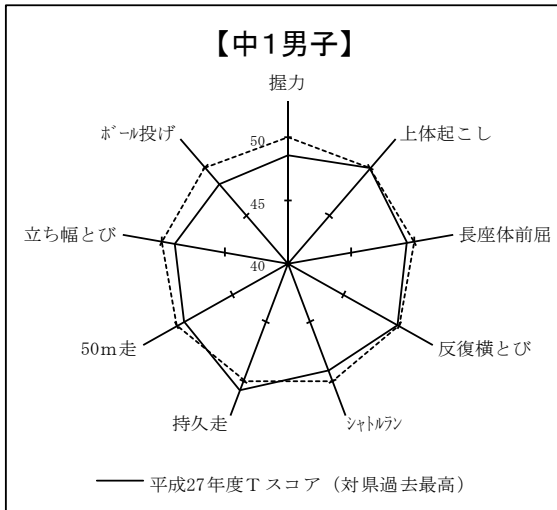 【中1男子】
握力
ﾎﾞｰﾙ投げ
上体起こし
50
立ち幅とび
45
長座体前屈
40
50m走
反復横とび
持久走
ｼｬﾄﾙﾗﾝ
平成27年度Tスコア（対県過去最高）